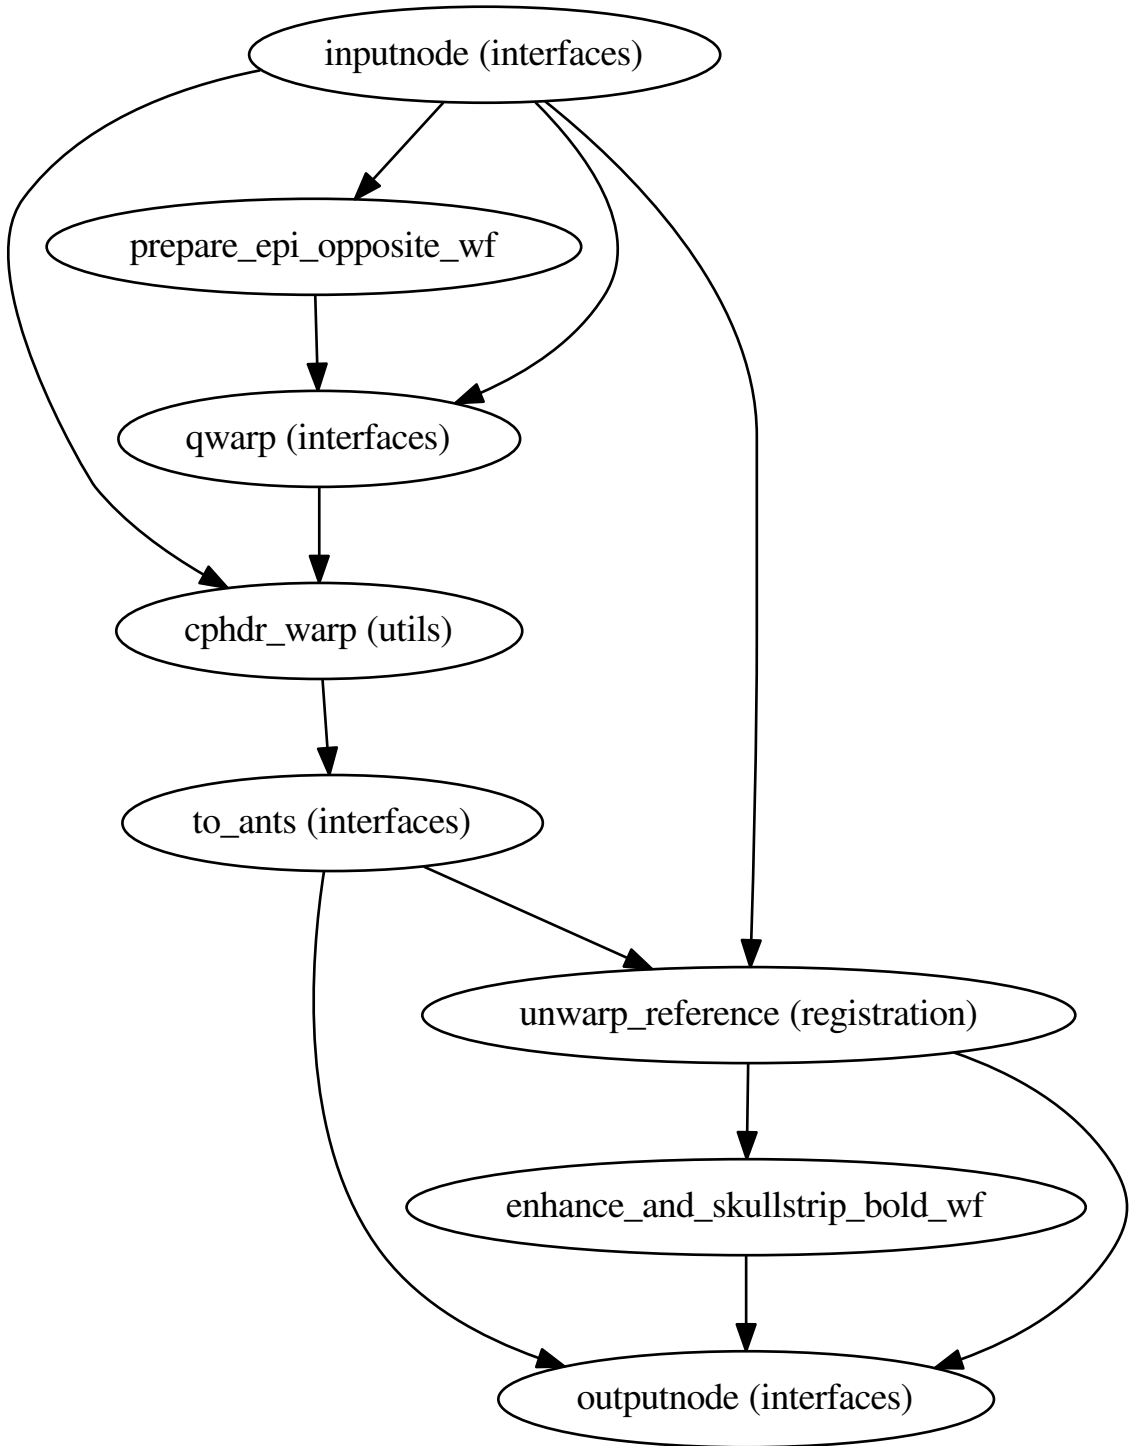 inputnode (interfaces)
prepare_epi_opposite_wf
qwarp (interfaces)
cphdr_warp (utils)
to_ants (interfaces)
unwarp_reference (registration)
enhance_and_skullstrip_bold_wf
outputnode (interfaces)